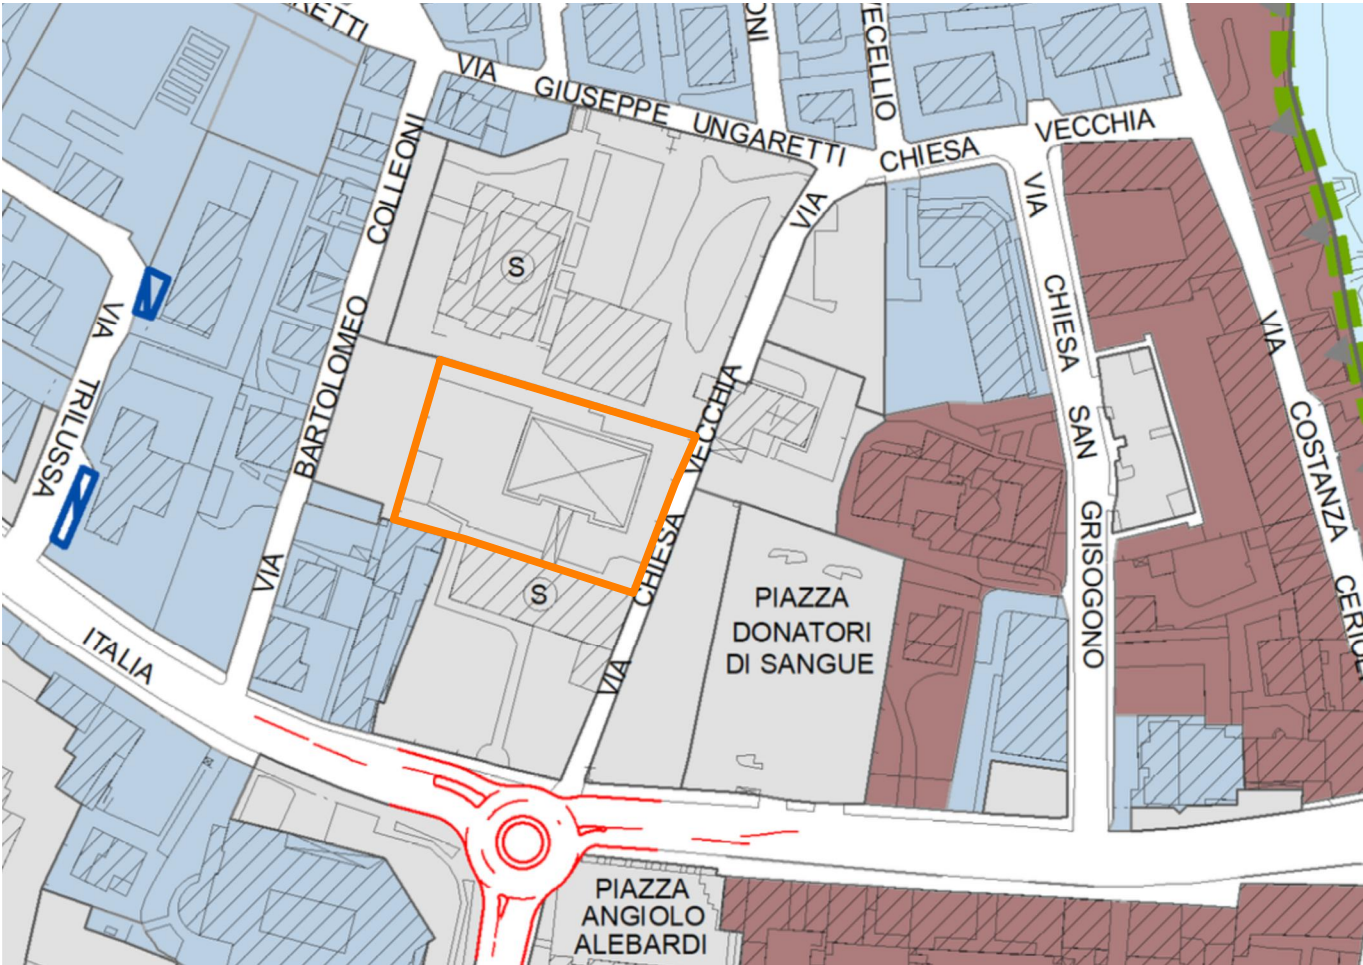 VIA GIUSEPPE UNGARETTI
VIA CHIESA VECCHIA
VIA BARTOLOMEO COLLEONI
S
VIA TRILUSSA
VIA CHIESA VECCHIA
VIA CHIESA SAN GRISOGONO
VIA COSTANZA
S
PIAZZA
DONATORI
DI SANGUE
ITALIA
PIAZZA
ANGIOLO
ALEBARDI